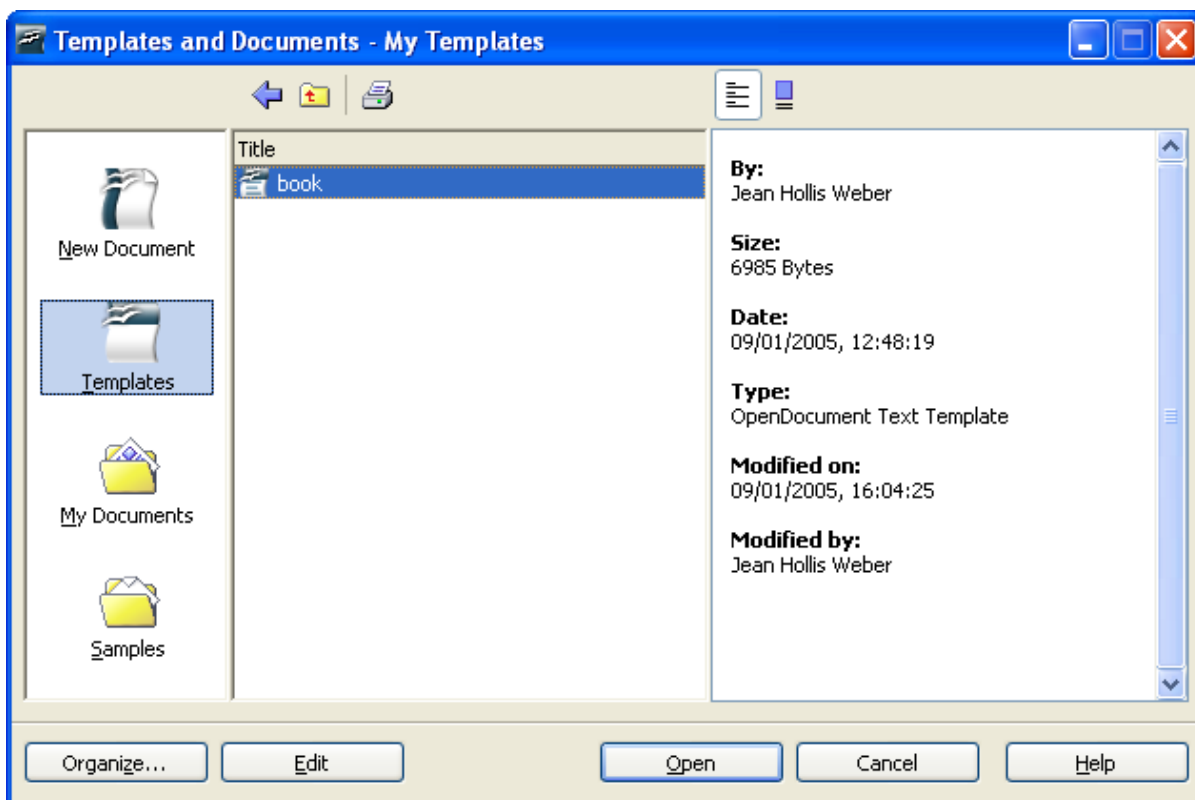 Templates and Documents - My Templates
New Document
Templates
My Documents
Samples
Title
book
By:
Jean Hollis Weber
Size:
6985 Bytes
Date:
09/01/2005, 12:48:19
Type:
OpenDocument Text Template
Modified on:
09/01/2005, 16:04:25
Modified by:
Jean Hollis Weber
Organize...
Edit
Open
Cancel
Help